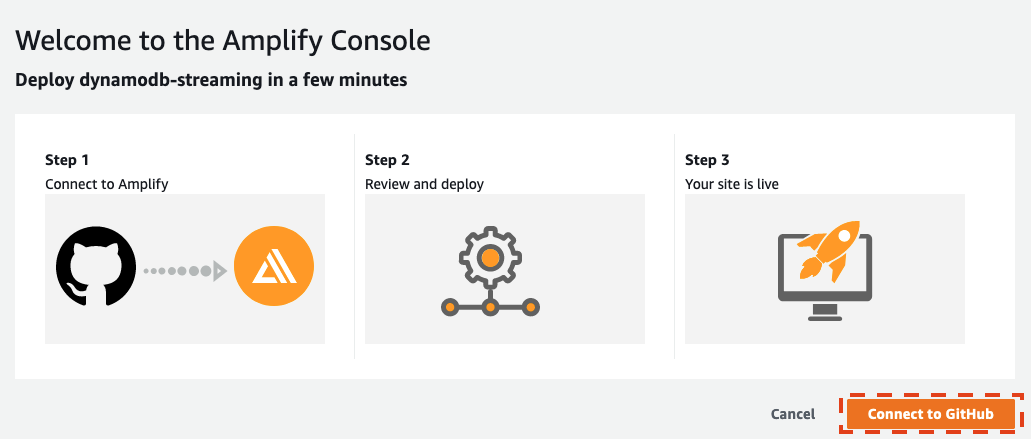 Welcome to the Amplify Console
Deploy dynamodb-streaming in a few minutes
Step 1
Connect to Amplify
Step 2
Review and deploy
Step 3
Your site is live
Cancel
Connect to GitHub